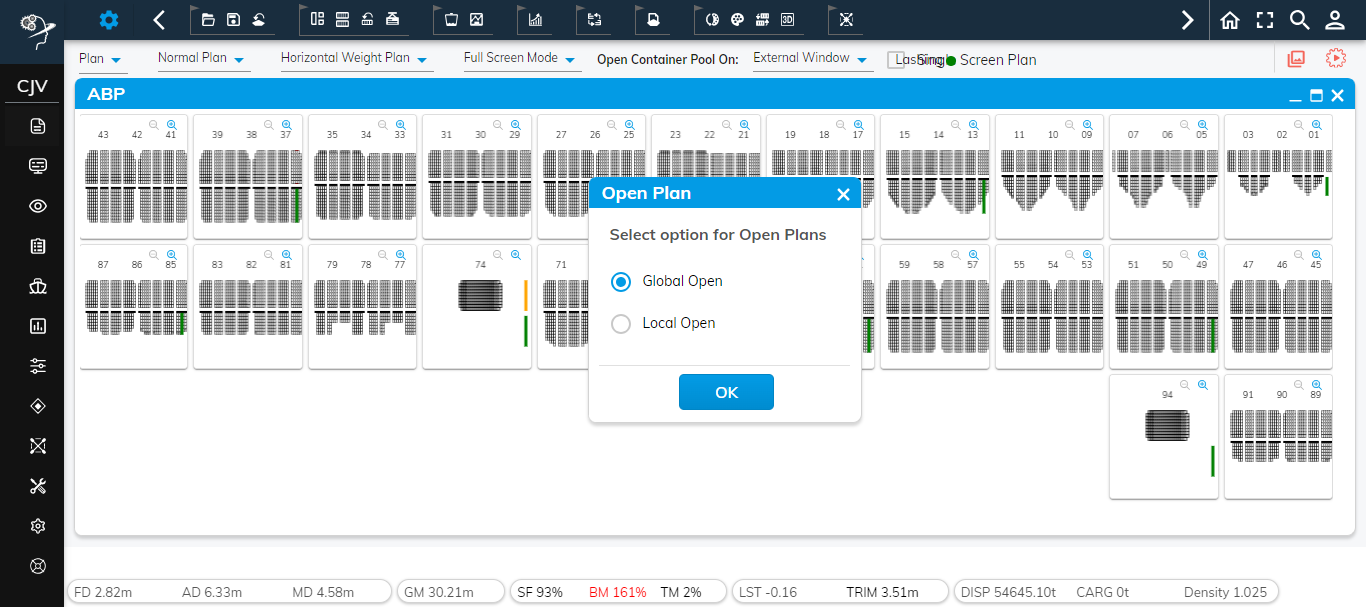 Plan
Normal Plan
Horizontal Weight Plan
Full Screen Mode
Open Container Pool On:
External Window
Lashing
Single Screen Plan
CJV
ABP
43 42 41
39 38 37
35 34 33
31 30 29
27 26 25
23 22 21
19 18 17
15 14 13
11 10 09
07 06 05
03 02 01
Open Plan
Select option for Open Plans
Global Open
Local Open
OK
87 86 85
83 82 81
79 78 77
74
71
59 58 57
55 54 53
51 50 49
47 46 45
94
91 90 89
FD 2.82m AD 6.33m MD 4.58m
GM 30.21m
SF 93% BM 161% TM 2%
LST -0.16 TRIM 3.51m
DISP 54645.10t CARG 0t Density 1.025